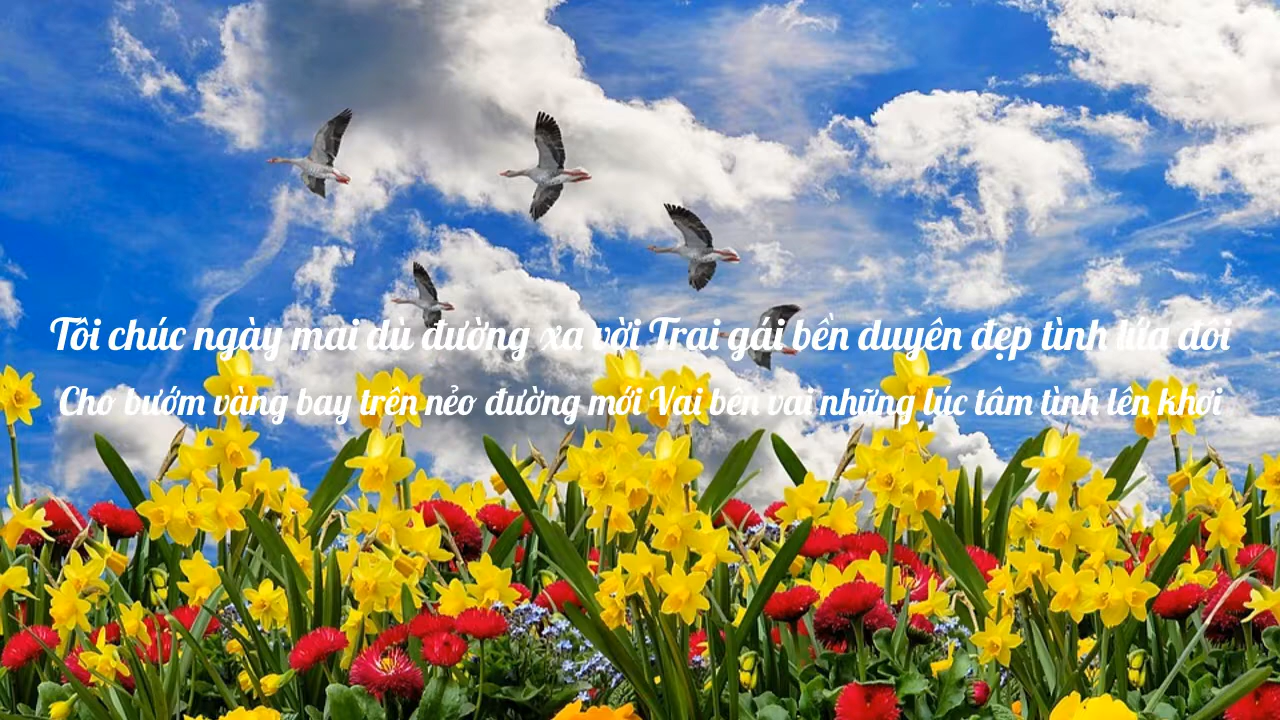 Tôi chúc ngày mai dù đường xa vời Trai gái bền duyên đẹp tình lứa đôi
Cho bướm vàng bay trên nẻo đường mới Vai bên vai những lúc tâm tình lên khơi